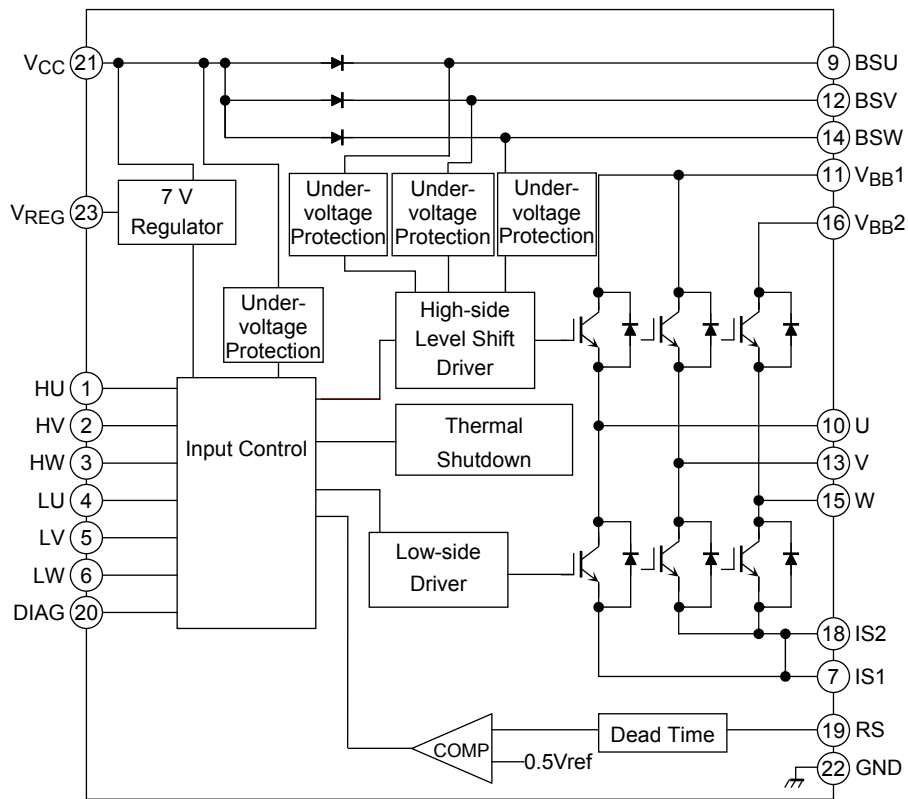 VCC 21
9 BSU
12 BSV
14 BSW
11 VBB1
16 VBB2
VREG 23
7 V
Regulator
Under-
voltage
Protection
Under-
voltage
Protection
Under-
voltage
Protection
Under-
voltage
Protection
High-side
Level Shift
Driver
HU 1
HV 2
HW 3
LU 4
LV 5
LW 6
DIAG 20
Input Control
Thermal
Shutdown
Low-side
Driver
10 U
13 V
15 W
18 IS2
7 IS1
19 RS
22 GND
COMP
0.5Vref
Dead Time